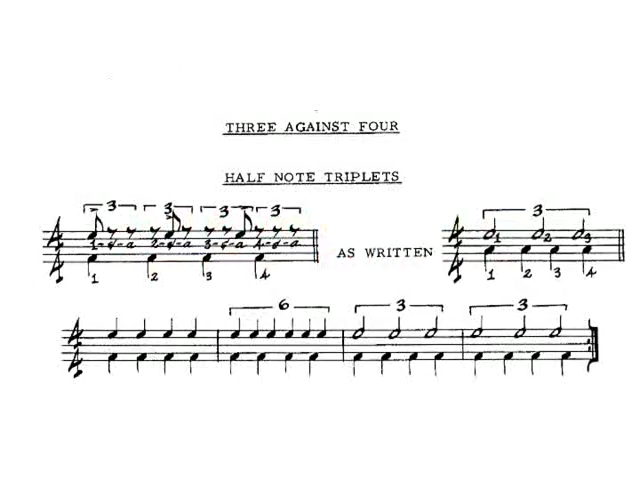 THREE AGAINST FOUR
HALF NOTE TRIPLETS
3 3 3 3
1-&-a 2-&-a 3-&-a 4-&-a
1 2 3 4
AS WRITTEN
3
1 2 3
1 2 3 4
6 3 3